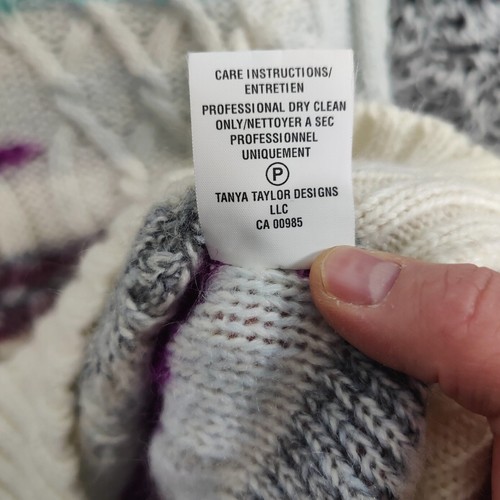 CARE INSTRUCTIONS/
ENTRETIEN
PROFESSIONAL DRY CLEAN
ONLY/NETTOYER A SEC
PROFESSIONNEL
UNIQUEMENT
P
TANYA TAYLOR DESIGNS
LLC
CA 00985